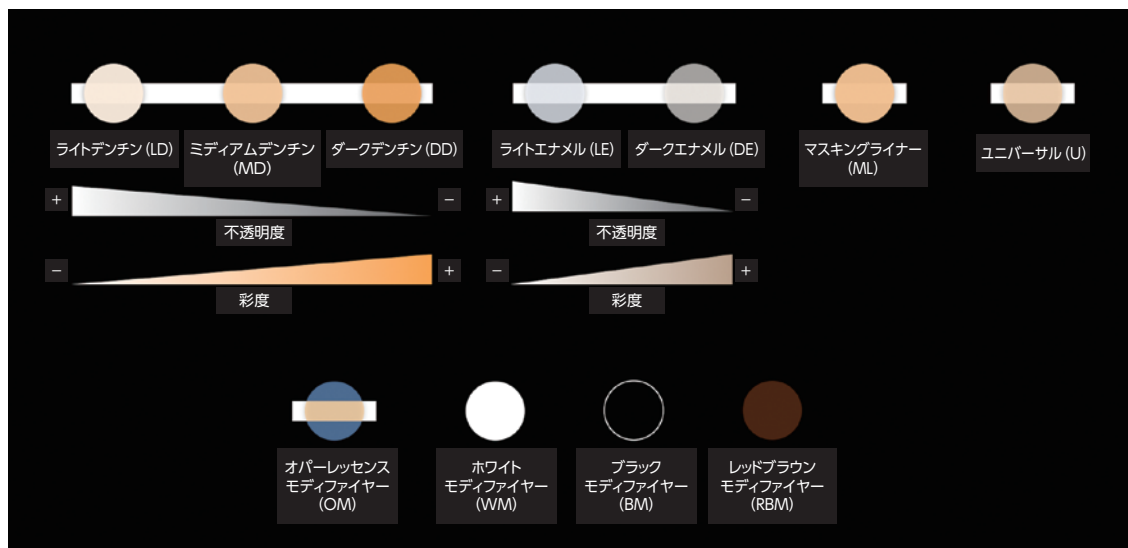 ライトデンチン (LD)
ミディアムデンチン
(MD)
ダークデンチン (DD)
ライトエナメル (LE)
ダークエナメル (DE)
マスキングライナー
(ML)
ユニバーサル (U)
+
−
不透明度
+
−
不透明度
−
+
彩度
−
+
彩度
オパーレッセンス
モディファイヤー
(OM)
ホワイト
モディファイヤー
(WM)
ブラック
モディファイヤー
(BM)
レッドブラウン
モディファイヤー
(RBM)